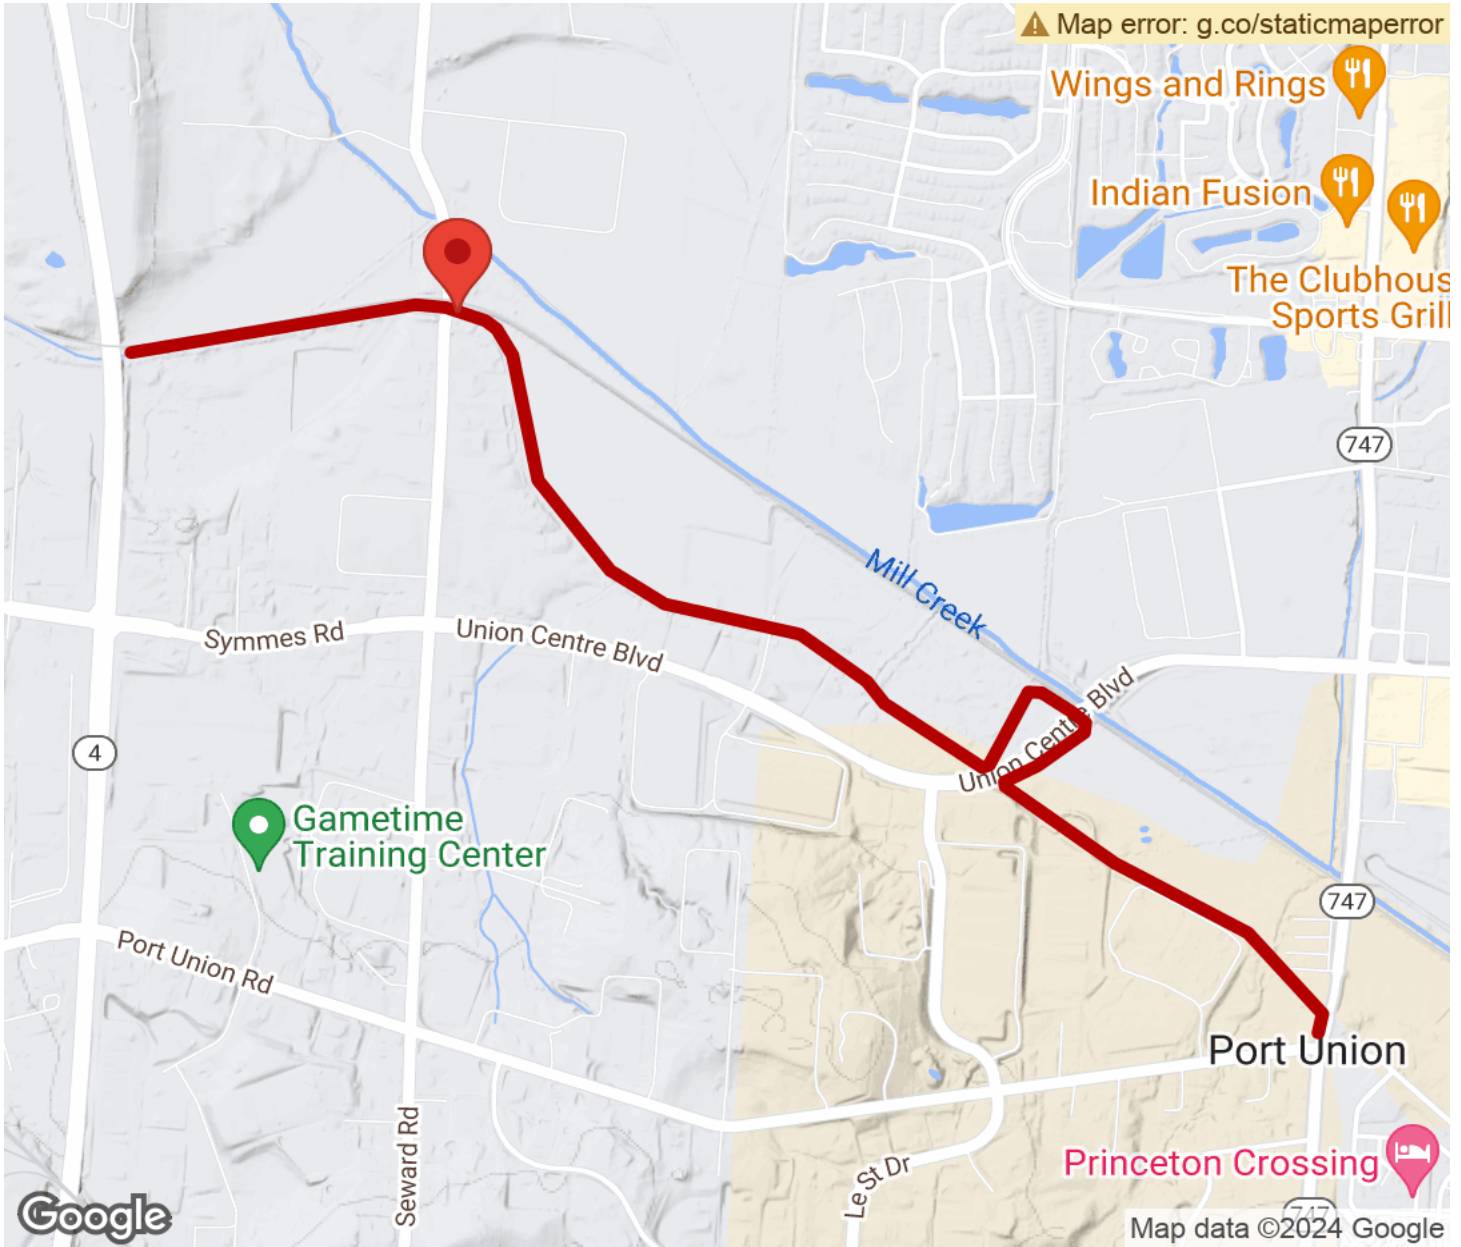 Map error: g.co/staticmaperror
Wings and Rings
Indian Fusion
The Clubhous
Sports Grill
747
Mill Creek
Symmes Rd
Union Centre Blvd
Union Centre Blvd
4
Gametime
Training Center
747
Port Union Rd
Port Union
Seward Rd
Le St Dr
Princeton Crossing
747
Google
Map data ©2024 Google